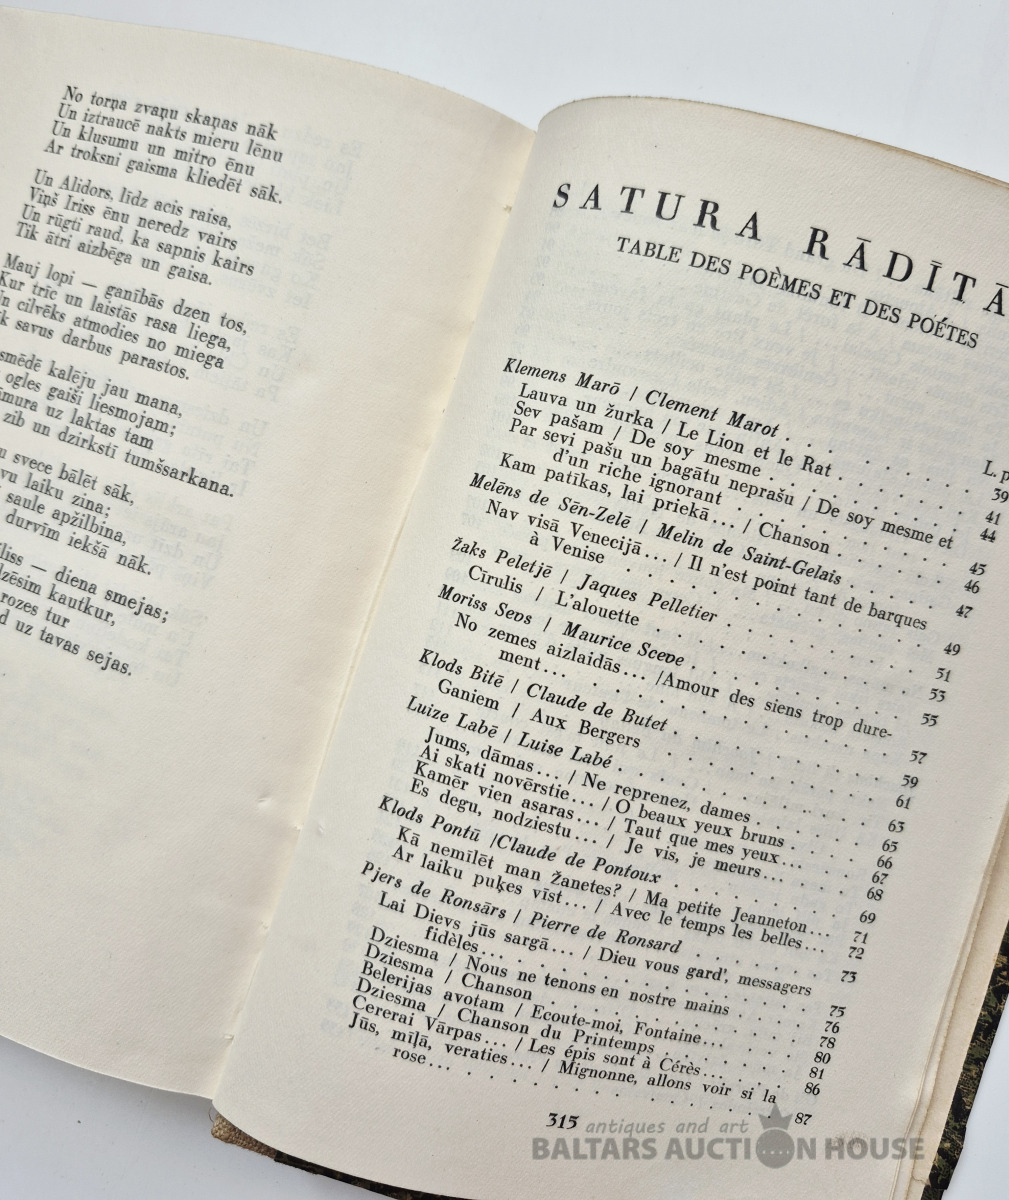 No torņa zvaņu skaņas nāk
Un iztraucē nakts mieru lēnu
Un klusumu un mitro ēnu
Ar troksni gaisma kliedēt sāk.
Un Alidors, līdz acis raisa,
Viņš Iriss ēnu neredz vairs
Un rūgti raud, ka sapnis kairs
Tik ātri aizbēga un gaisa.
Mauj lopi — ganībās dzen tos,
Kur trīc un laistās rasa liega,
cilvēks atmodies no miega
savus darbus parastos.
smēdē kalēju jau mana,
ogles gaiši liesmojam;
uz laktas tam
zib un dzirkstī tumšsarkana.
svece bālēt sāk,
laiku zina;
saule apžilbina,
durvīm iekšā nāk.
— diena smejas;
kautkur,
rozes tur
uz tavas sejas.
SATURA RĀDĪTĀ
TABLE DES POÈMES ET DES POÉTES
L. p
Klemens Marō / Clement Marot . . . . . . . 39
Lauva un žurka / Le Lion et le Rat . . . . . . 41
Sev pašam / De soy mesme . . . . . . . . 44
Par sevi pašu un bagātu neprašu / De soy mesme et
d'un riche ignorant . . . . . . . . 45
Kam patīkas, lai priekā... / Chanson . . . . . 46
Melēns de Sēn-Zelē / Melin de Saint-Gelais . . . . 47
Nav visā Venecijā... / Il n'est point tant de barques
à Venise . . . . . . . . . 49
Žaks Peletjē / Jaques Pelletier . . . . . . . 51
Cīrulis / L'alouette . . . . . . . . . 53
Moriss Sevs / Maurice Sceve . . . . . . . 55
No zemes aizlaidās... /Amour des siens trop dure-
ment... . . . . . . . . . 57
Klods Bitē / Claude de Butet . . . . . . . 59
Ganiem / Aux Bergers . . . . . . . . 61
Luize Labē / Luise Labé . . . . . . . . 63
Jums, dāmas... / Ne reprenez, dames . . . . . 65
Ai skati novērstie... / O beaux yeux bruns . . . . 66
Kamēr vien asaras... / Taut que mes yeux... . . . 67
Es degu, nodziestu... / Je vis, je meurs... . . . 68
Klods Pontū /Claude de Pontoux . . . . . . 69
Kā nemīlēt man žanetes? / Ma petite Jeanneton... 71
Ar laiku puķes vīst... / Avec le temps les belles... 72
Pjers de Ronsārs / Pierre de Ronsard . . . . . 73
Lai Dievs jūs sargā... / Dieu vous gard', messagers
fidèles... . . . . . . . . . 75
Dziesma / Nous ne tenons en nostre mains . . . . 76
Dziesma / Chanson . . . . . . . . . 78
Belerijas avotam / Ecoute-moi, Fontaine... . . . 80
Dziesma / Chanson du Printemps . . . . . . 81
Cererai Vārpas... / Les épis sont à Cérès... . . . 86
Jūs, mīļā, veraties... / Mignonne, allons voir si la
rose... . . . . . . . . . 87
315
antiques and art
BALTARS AUCTION HOUSE